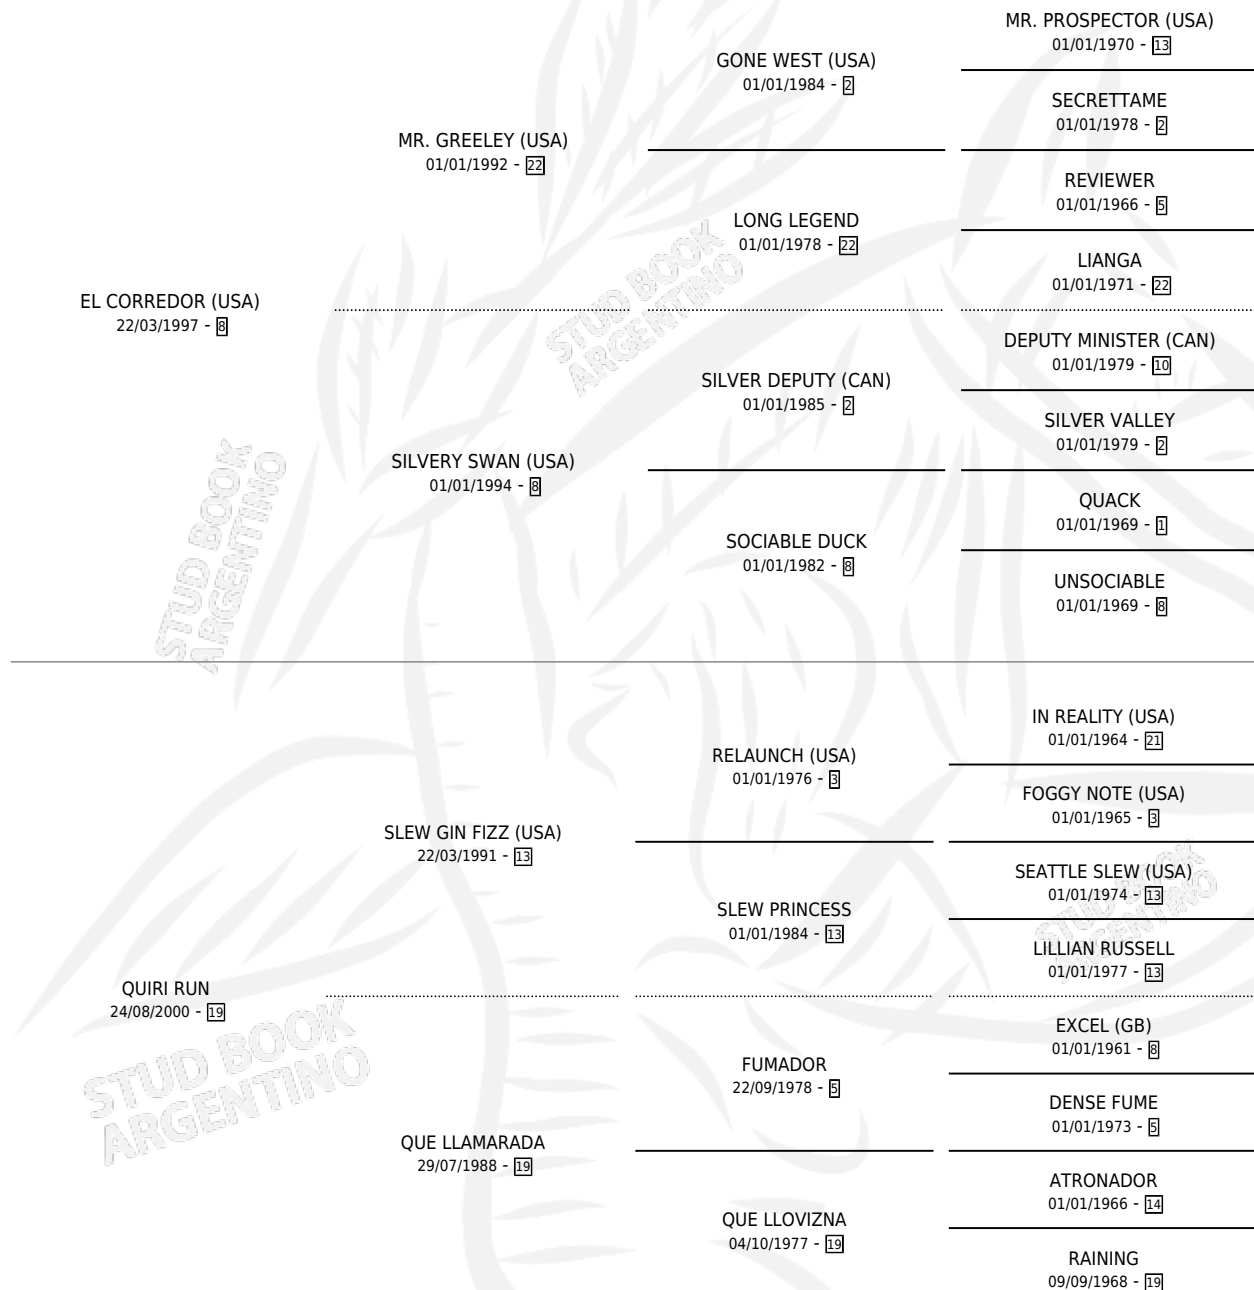 MR. PROSPECTOR (USA)
01/01/1970 - 13
GONE WEST (USA)
01/01/1984 - 2
SECRETTAME
01/01/1978 - 2
MR. GREELEY (USA)
01/01/1992 - 22
REVIEWER
01/01/1966 - 5
LONG LEGEND
01/01/1978 - 22
LIANGA
01/01/1971 - 22
EL CORREDOR (USA)
22/03/1997 - 8
DEPUTY MINISTER (CAN)
01/01/1979 - 10
SILVER DEPUTY (CAN)
01/01/1985 - 2
SILVER VALLEY
01/01/1979 - 2
SILVERY SWAN (USA)
01/01/1994 - 8
QUACK
01/01/1969 - 1
SOCIABLE DUCK
01/01/1982 - 8
UNSOCIABLE
01/01/1969 - 8
IN REALITY (USA)
01/01/1964 - 21
RELAUNCH (USA)
01/01/1976 - 3
FOGGY NOTE (USA)
01/01/1965 - 3
SLEW GIN FIZZ (USA)
22/03/1991 - 13
SEATTLE SLEW (USA)
01/01/1974 - 13
SLEW PRINCESS
01/01/1984 - 13
LILLIAN RUSSELL
01/01/1977 - 13
QUIRI RUN
24/08/2000 - 19
EXCEL (GB)
01/01/1961 - 8
FUMADOR
22/09/1978 - 5
DENSE FUME
01/01/1973 - 5
QUE LLAMARADA
29/07/1988 - 19
ATRONADOR
01/01/1966 - 14
QUE LLOVIZNA
04/10/1977 - 19
RAINING
09/09/1968 - 19
STUD BOOK
ARGENTINO
STUD BOOK
ARGENTINO
STUD BOOK
ARGENTINO
STUD BOOK
ARGENTINO